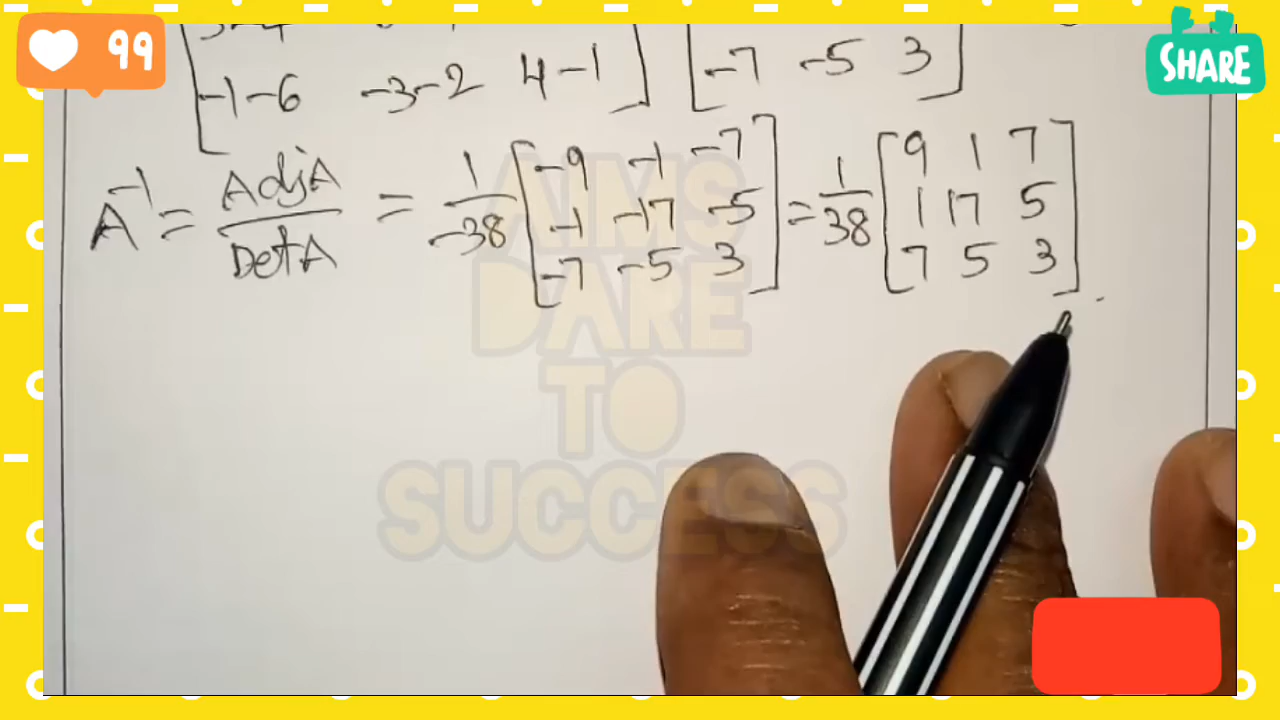 99
SHARE
-7 -5 3
-1-6 -3-2 4-1
A⁻¹ = AdjA / DetA = 1/-38 [-9 -1 -7; -1 -17 -5; -7 -5 3] = 1/38 [9 1 7; 1 17 5; 7 5 3]
AIMS
DARE
TO
SUCCESS